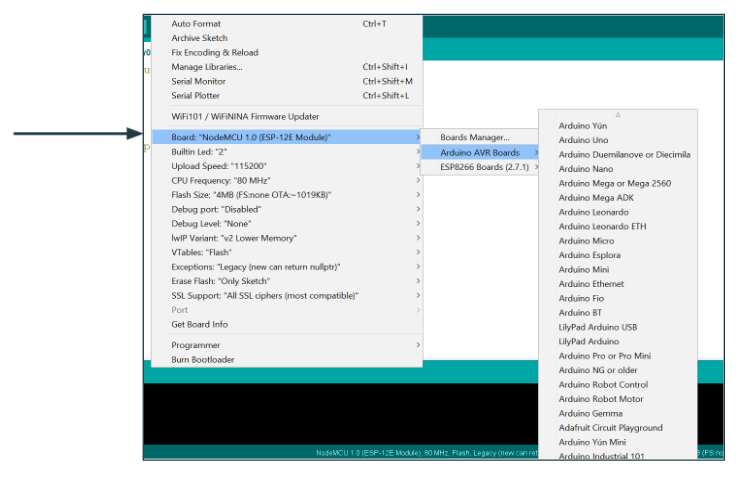 Auto Format Ctrl+T
Archive Sketch
Fix Encoding & Reload
Manage Libraries... Ctrl+Shift+I
Serial Monitor Ctrl+Shift+M
Serial Plotter Ctrl+Shift+L
WiFi101 / WiFiNINA Firmware Updater
Board: "NodeMCU 1.0 (ESP-12E Module)"
Builtin Led: "2"
Upload Speed: "115200"
CPU Frequency: "80 MHz"
Flash Size: "4MB (FS:none OTA:~1019KB)"
Debug port: "Disabled"
Debug Level: "None"
lwIP Variant: "v2 Lower Memory"
VTables: "Flash"
Exceptions: "Legacy (new can return nullptr)"
Erase Flash: "Only Sketch"
SSL Support: "All SSL ciphers (most compatible)"
Port
Get Board Info
Programmer
Burn Bootloader
Boards Manager...
Arduino AVR Boards
ESP8266 Boards (2.7.1)
Arduino Yún
Arduino Uno
Arduino Duemilanove or Diecimila
Arduino Nano
Arduino Mega or Mega 2560
Arduino Mega ADK
Arduino Leonardo
Arduino Leonardo ETH
Arduino Micro
Arduino Esplora
Arduino Mini
Arduino Ethernet
Arduino Fio
Arduino BT
LilyPad Arduino USB
LilyPad Arduino
Arduino Pro or Pro Mini
Arduino NG or older
Arduino Robot Control
Arduino Robot Motor
Arduino Gemma
Adafruit Circuit Playground
Arduino Yún Mini
Arduino Industrial 101
NodeMCU 1.0 (ESP-12E Module), 80 MHz, Flash, Legacy (new can ret